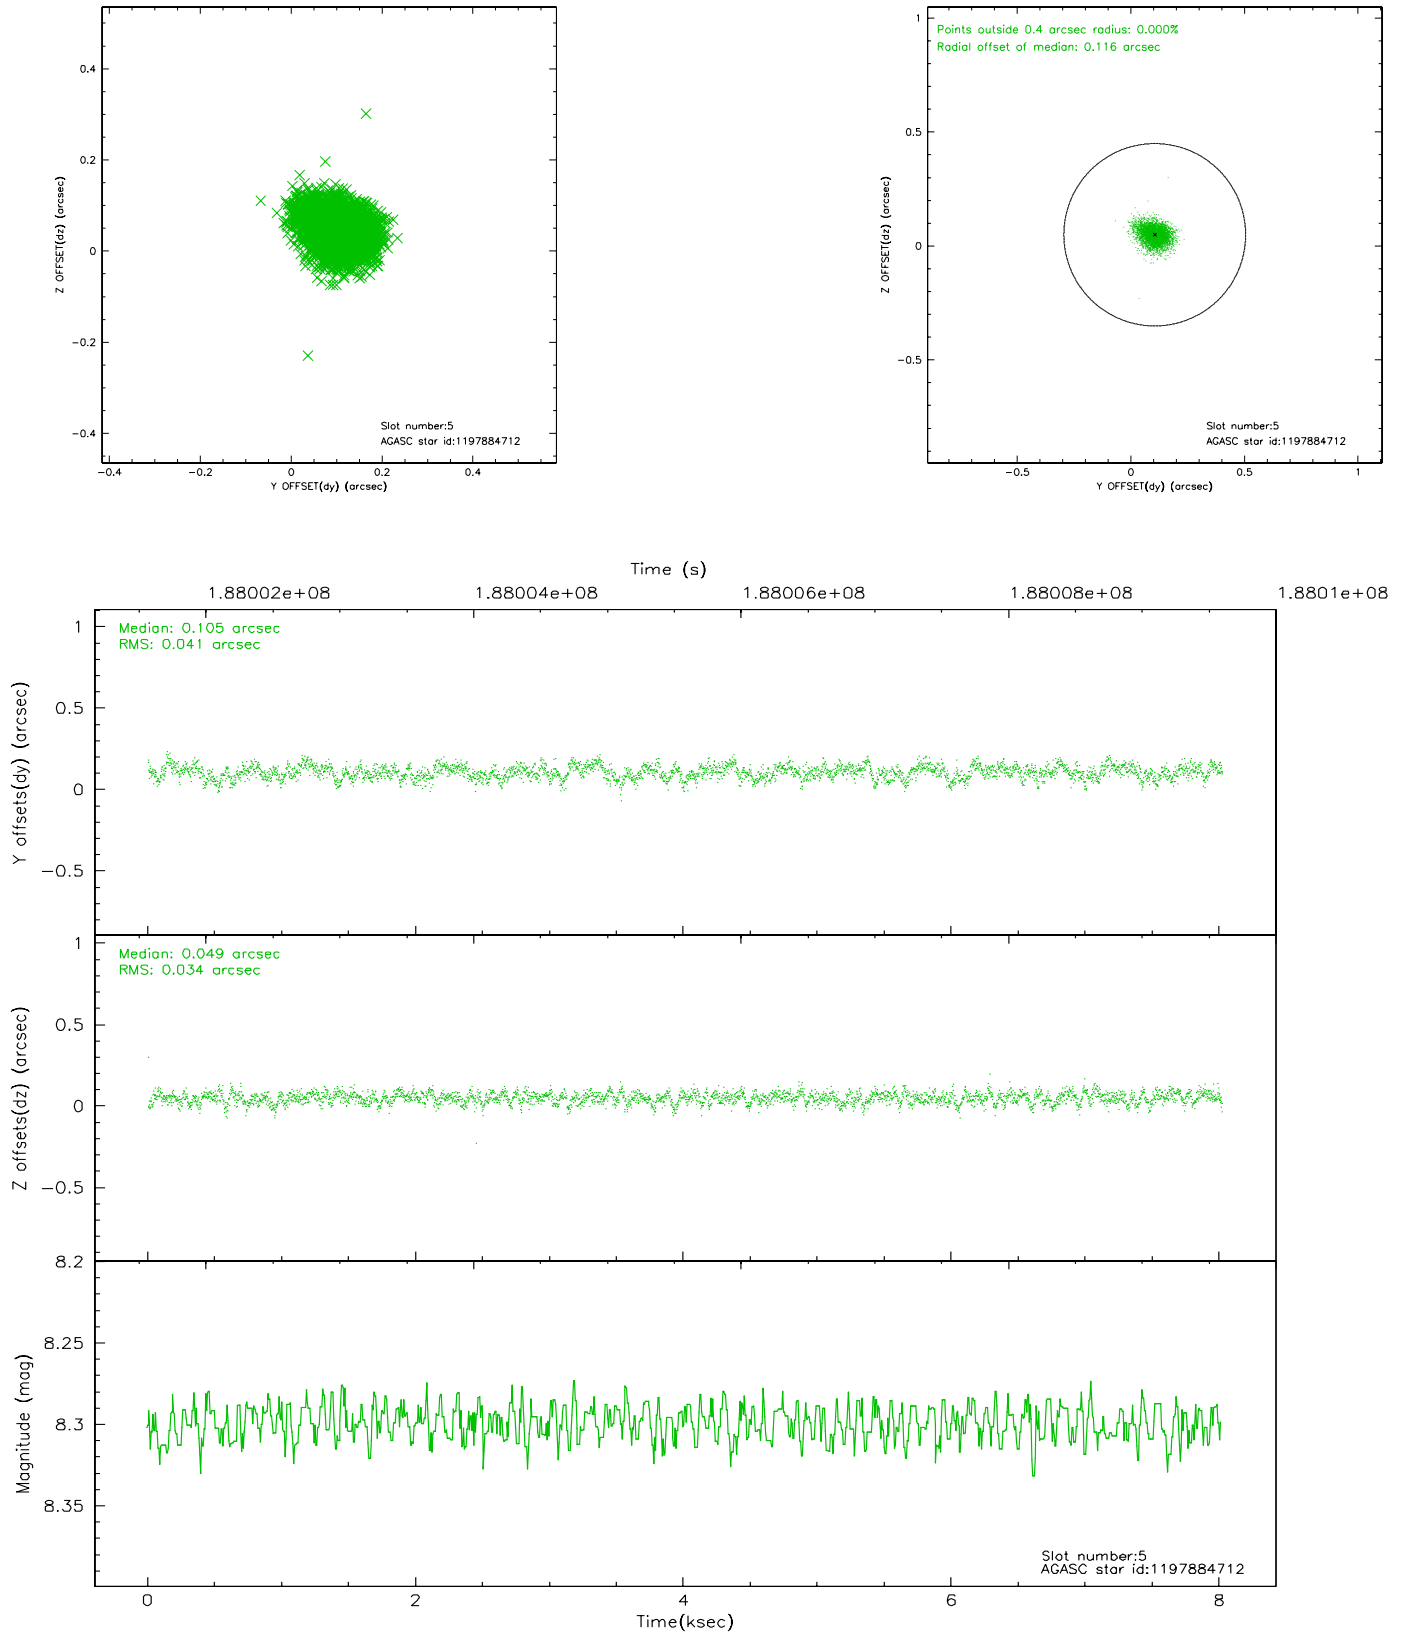 0.4
0.2
0
-0.2
-0.4
Z OFFSET(dz) (arcsec)
Slot number:5
AGASC star id:1197884712
-0.4 -0.2 0 0.2 0.4
Y OFFSET(dy) (arcsec)
Points outside 0.4 arcsec radius: 0.000%
Radial offset of median: 0.116 arcsec
1
0.5
0
-0.5
Z OFFSET(dz) (arcsec)
Slot number:5
AGASC star id:1197884712
-0.5 0 0.5 1
Y OFFSET(dy) (arcsec)
Time (s)
1.88002e+08 1.88004e+08 1.88006e+08 1.88008e+08 1.8801e+08
Median: 0.105 arcsec
RMS: 0.041 arcsec
1
0.5
0
-0.5
Y offsets(dy) (arcsec)
Median: 0.049 arcsec
RMS: 0.034 arcsec
1
0.5
0
-0.5
Z offsets(dz) (arcsec)
8.2
8.25
8.3
8.35
Magnitude (mag)
Slot number:5
AGASC star id:1197884712
0 2 4 6 8
Time(ksec)